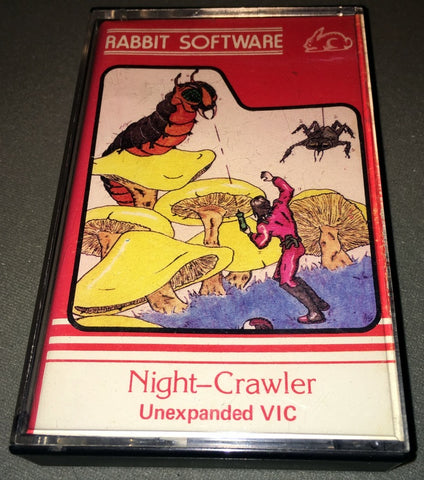 RABBIT SOFTWARE
Night-Crawler
Unexpanded VIC